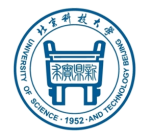 北京科技大学
UNIVERSITY OF SCIENCE · 1952 · AND TECHNOLOGY BEIJING